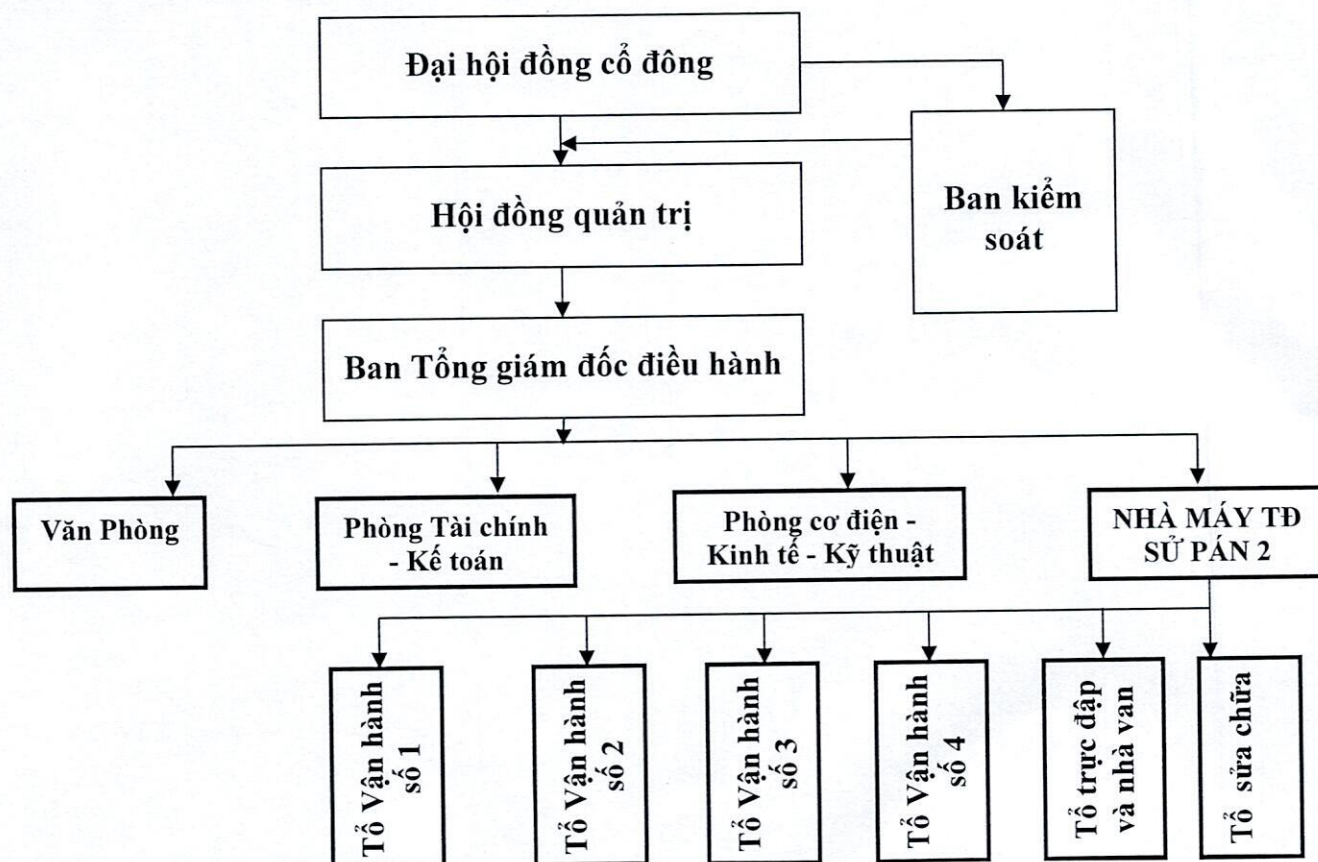 Đại hội đồng cổ đông
Ban kiểm
soát
Hội đồng quản trị
Ban Tổng giám đốc điều hành
Văn Phòng
Phòng Tài chính
- Kế toán
Phòng cơ điện -
Kinh tế - Kỹ thuật
NHÀ MÁY TĐ
SỬ PÁN 2
Tổ Vận hành
số 1
Tổ Vận hành
số 2
Tổ Vận hành
số 3
Tổ Vận hành
số 4
Tổ trực đập
và nhà van
Tổ sửa chữa